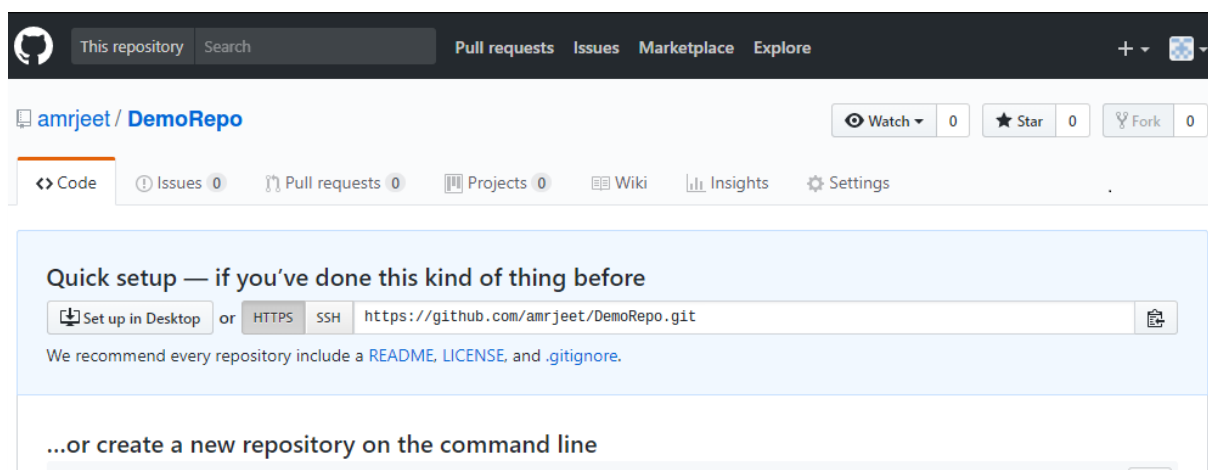 This repository Search Pull requests Issues Marketplace Explore
amrjeet / DemoRepo Watch 0 Star 0 Fork 0
Code Issues 0 Pull requests 0 Projects 0 Wiki Insights Settings
Quick setup — if you’ve done this kind of thing before
Set up in Desktop or HTTPS SSH https://github.com/amrjeet/DemoRepo.git
We recommend every repository include a README, LICENSE, and .gitignore.
…or create a new repository on the command line